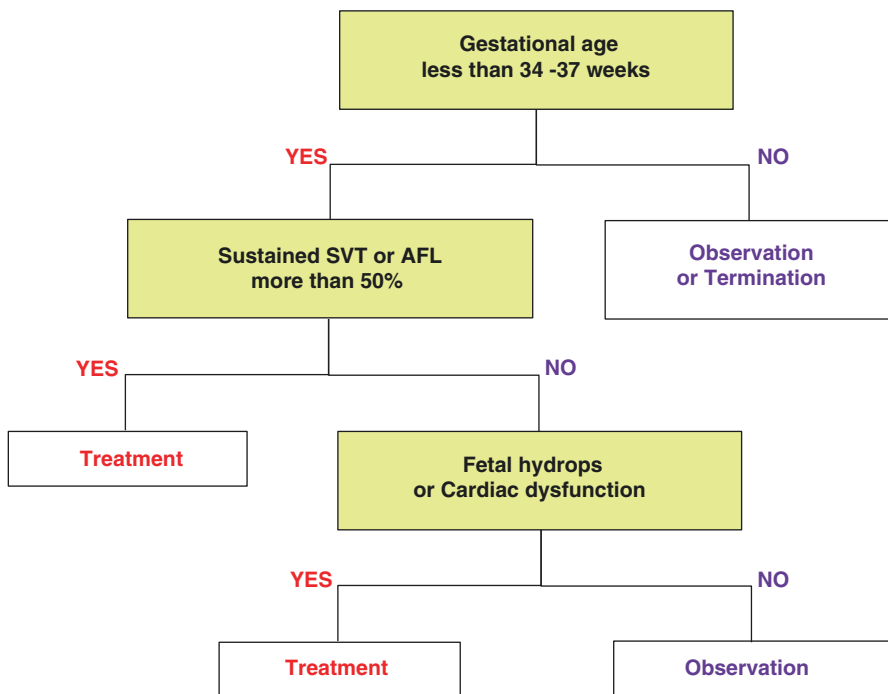 Gestational age
less than 34 -37 weeks
YES
NO
Sustained SVT or AFL
more than 50%
Observation
or Termination
YES
NO
Treatment
Fetal hydrops
or Cardiac dysfunction
YES
NO
Treatment
Observation